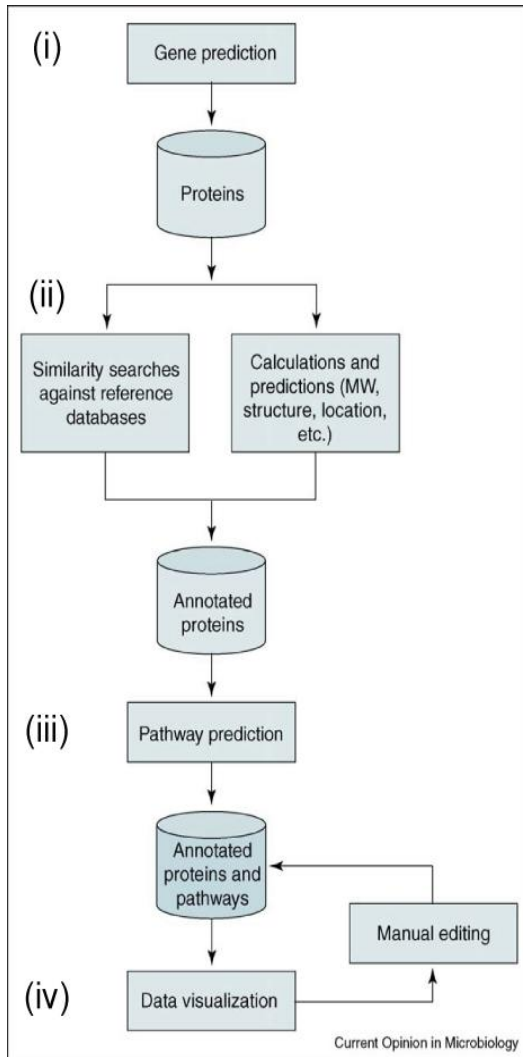 (i)
Gene prediction
Proteins
(ii)
Similarity searches
against reference
databases
Calculations and
predictions (MW,
structure, location,
etc.)
Annotated
proteins
(iii)
Pathway prediction
Annotated
proteins and
pathways
Manual editing
(iv)
Data visualization
Current Opinion in Microbiology